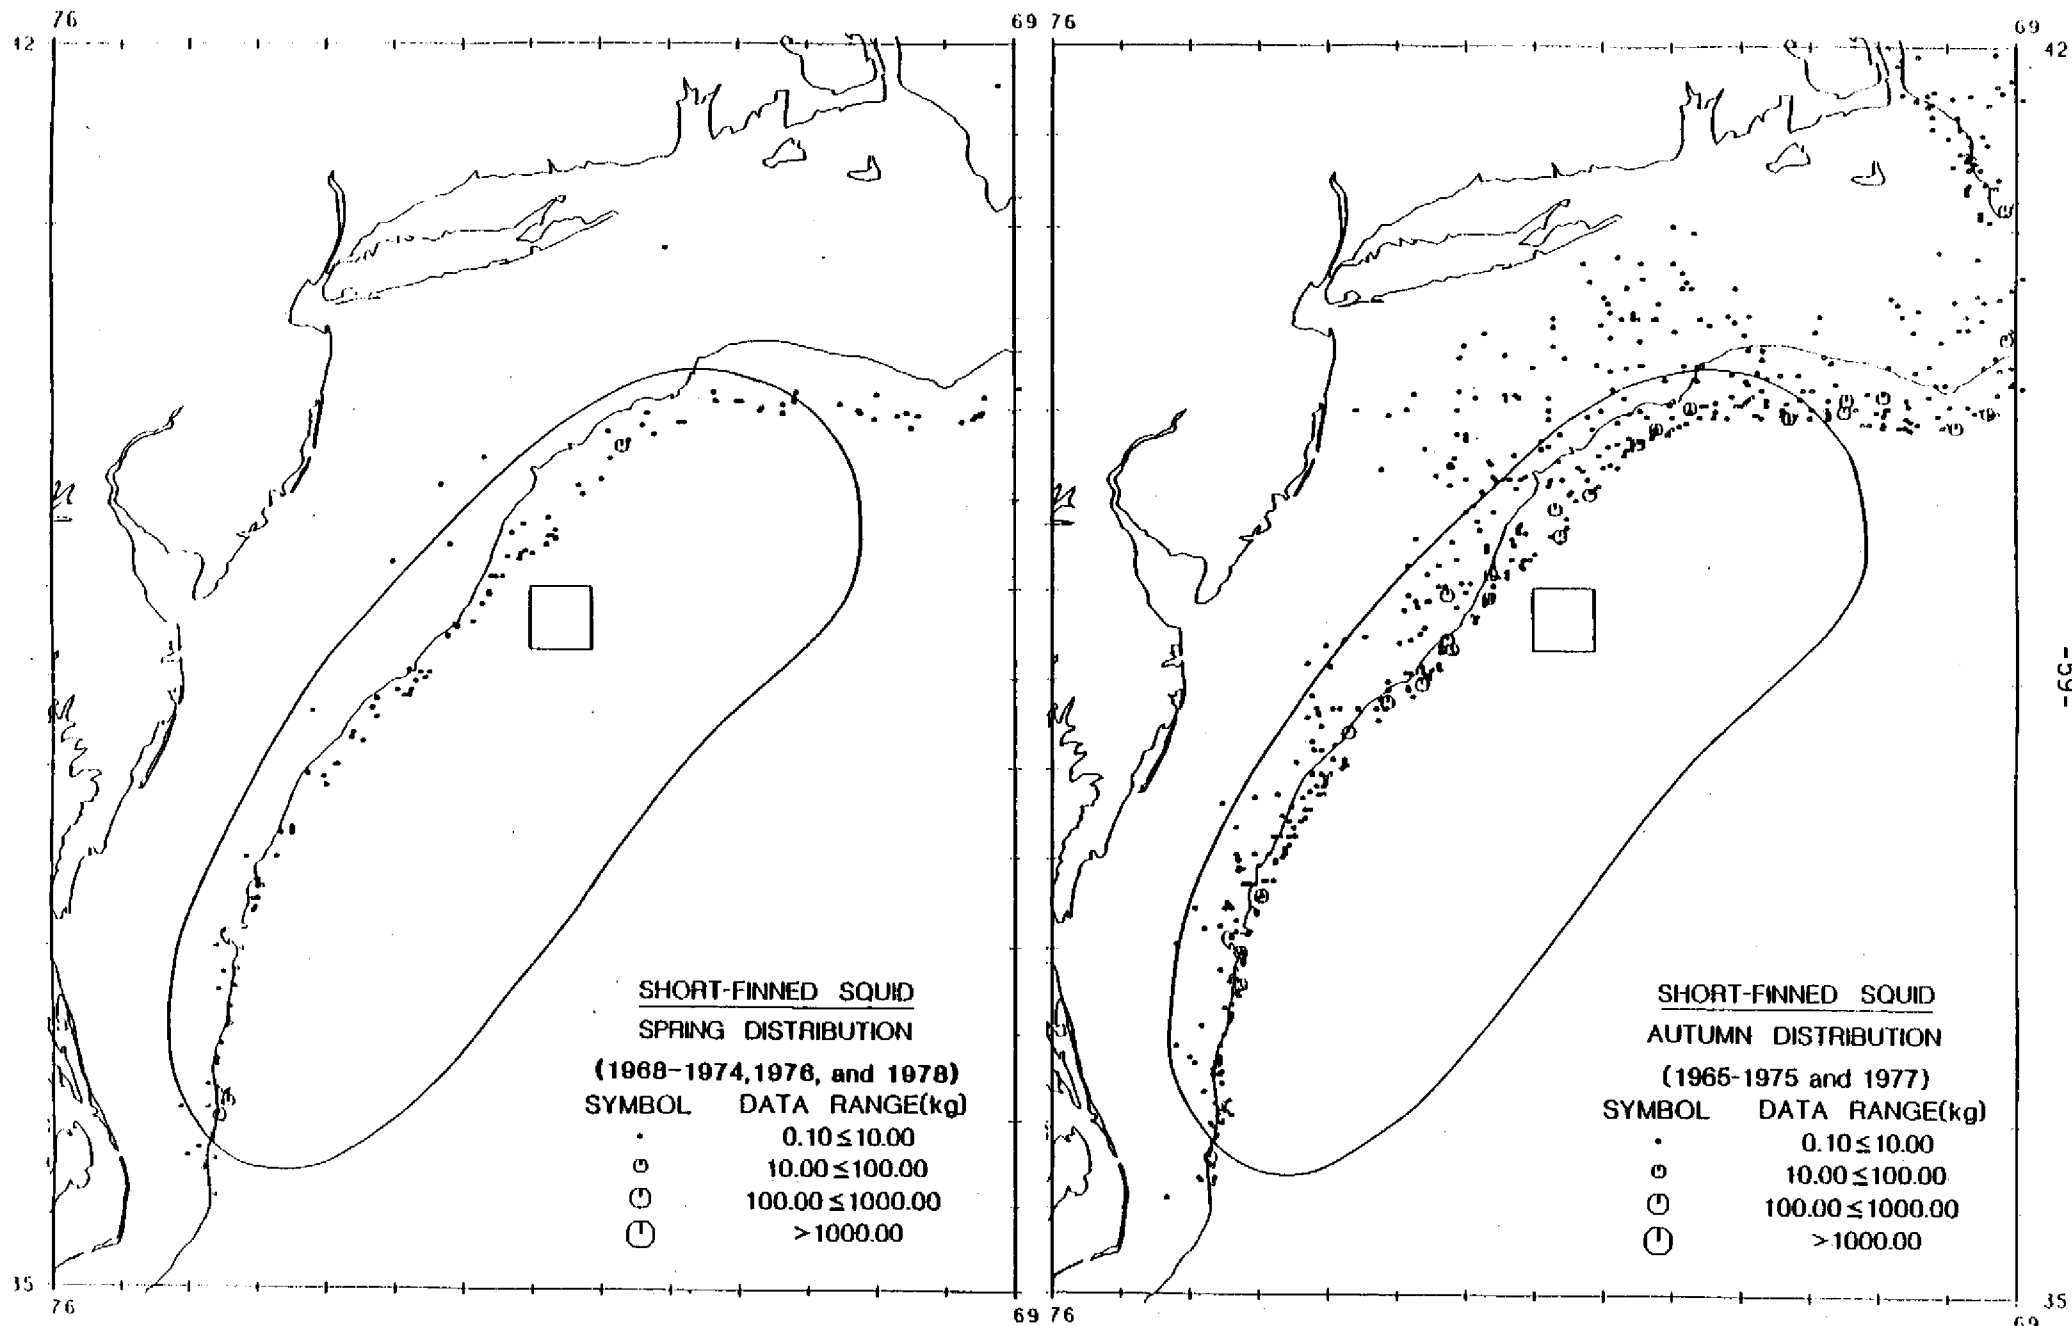 76
69 76
69
42
42
-59-
SHORT-FINNED SQUID
SPRING DISTRIBUTION
(1968-1974,1976, and 1978)
SYMBOL DATA RANGE(kg)
0.10≤10.00
10.00≤100.00
100.00≤1000.00
>1000.00
SHORT-FINNED SQUID
AUTUMN DISTRIBUTION
(1965-1975 and 1977)
SYMBOL DATA RANGE(kg)
0.10≤10.00
10.00≤100.00
100.00≤1000.00
>1000.00
35
35
76
69 76
69